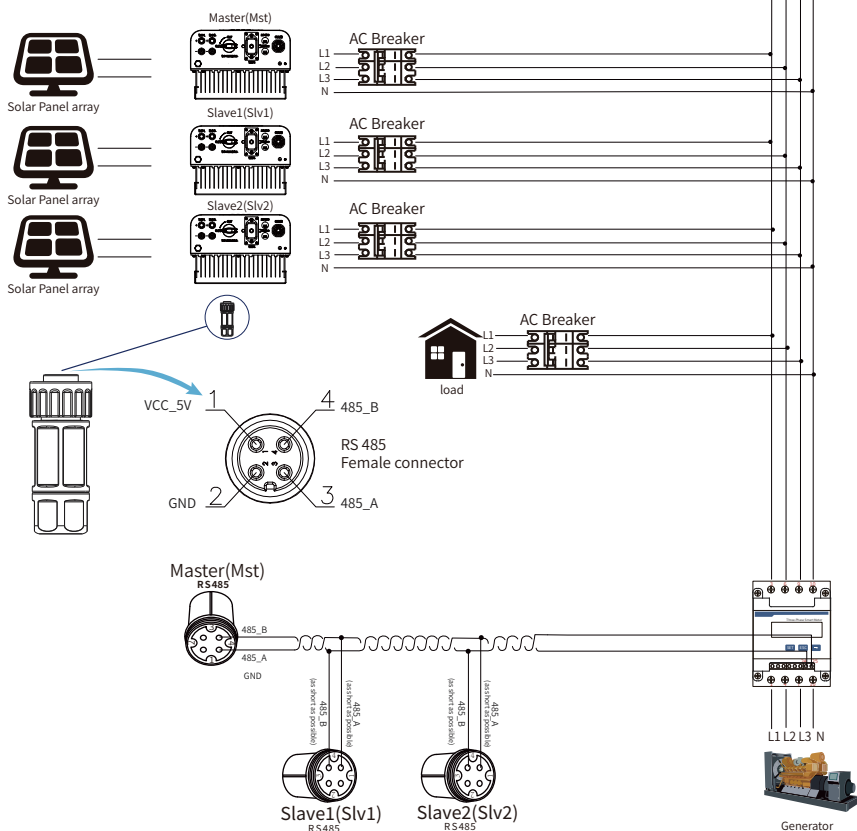 Master(Mst)
Solar Panel array
AC Breaker
L1
L2
L3
N
Slave1(Slv1)
Solar Panel array
AC Breaker
L1
L2
L3
N
Slave2(Slv2)
Solar Panel array
AC Breaker
L1
L2
L3
N
AC Breaker
L1
L2
L3
N
load
VCC_5V 1
4 485_B
1 4
2 3
RS 485
Female connector
GND 2
3 485_A
Master(Mst)
RS485
485_B
485_A
GND
485_B
(as short as possible)
485_A
(as short as possible)
485_B
(as short as possible)
485_A
(as short as possible)
Slave1(Slv1)
RS485
Slave2(Slv2)
RS485
L1 L2 L3 N
Generator